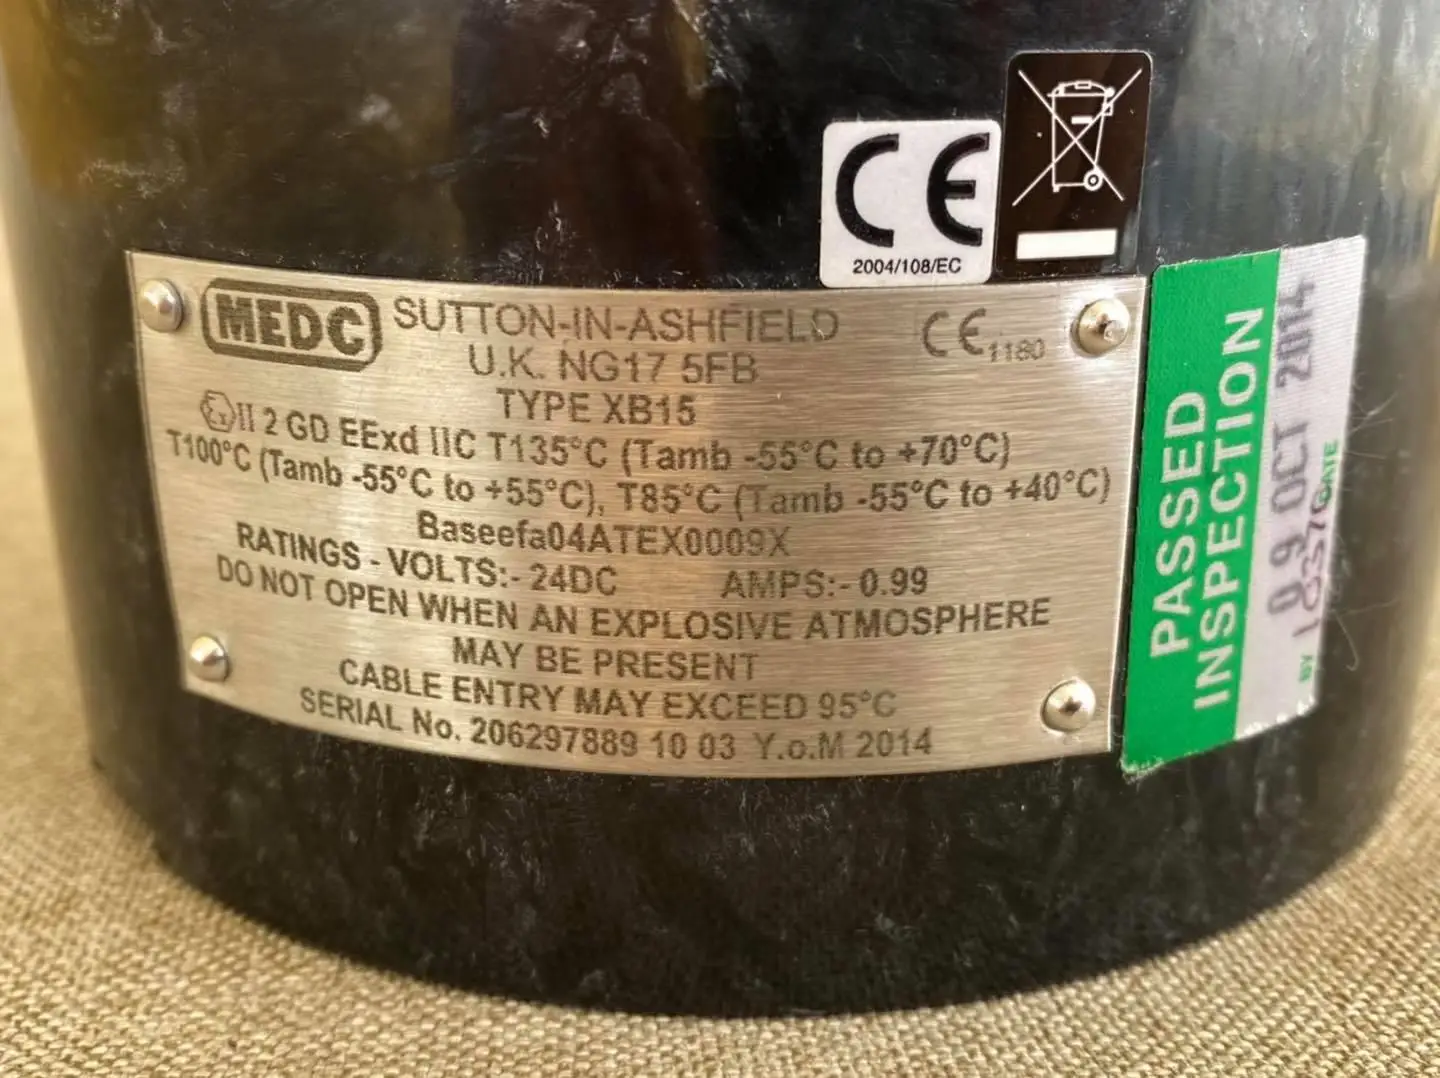 CE
2004/108/EC
MEDC SUTTON-IN-ASHFIELD CE 1180
U.K. NG17 5FB
TYPE XB15
Ex II 2 GD EExd IIC T135°C (Tamb -55°C to +70°C)
T100°C (Tamb -55°C to +55°C), T85°C (Tamb -55°C to +40°C)
Baseefa04ATEX0009X
RATINGS - VOLTS:- 24DC AMPS:- 0.99
DO NOT OPEN WHEN AN EXPLOSIVE ATMOSPHERE
MAY BE PRESENT
CABLE ENTRY MAY EXCEED 95°C
SERIAL No. 206297889 10 03 Y.o.M 2014
PASSED
INSPECTION
09 OCT 2014
BY DATE